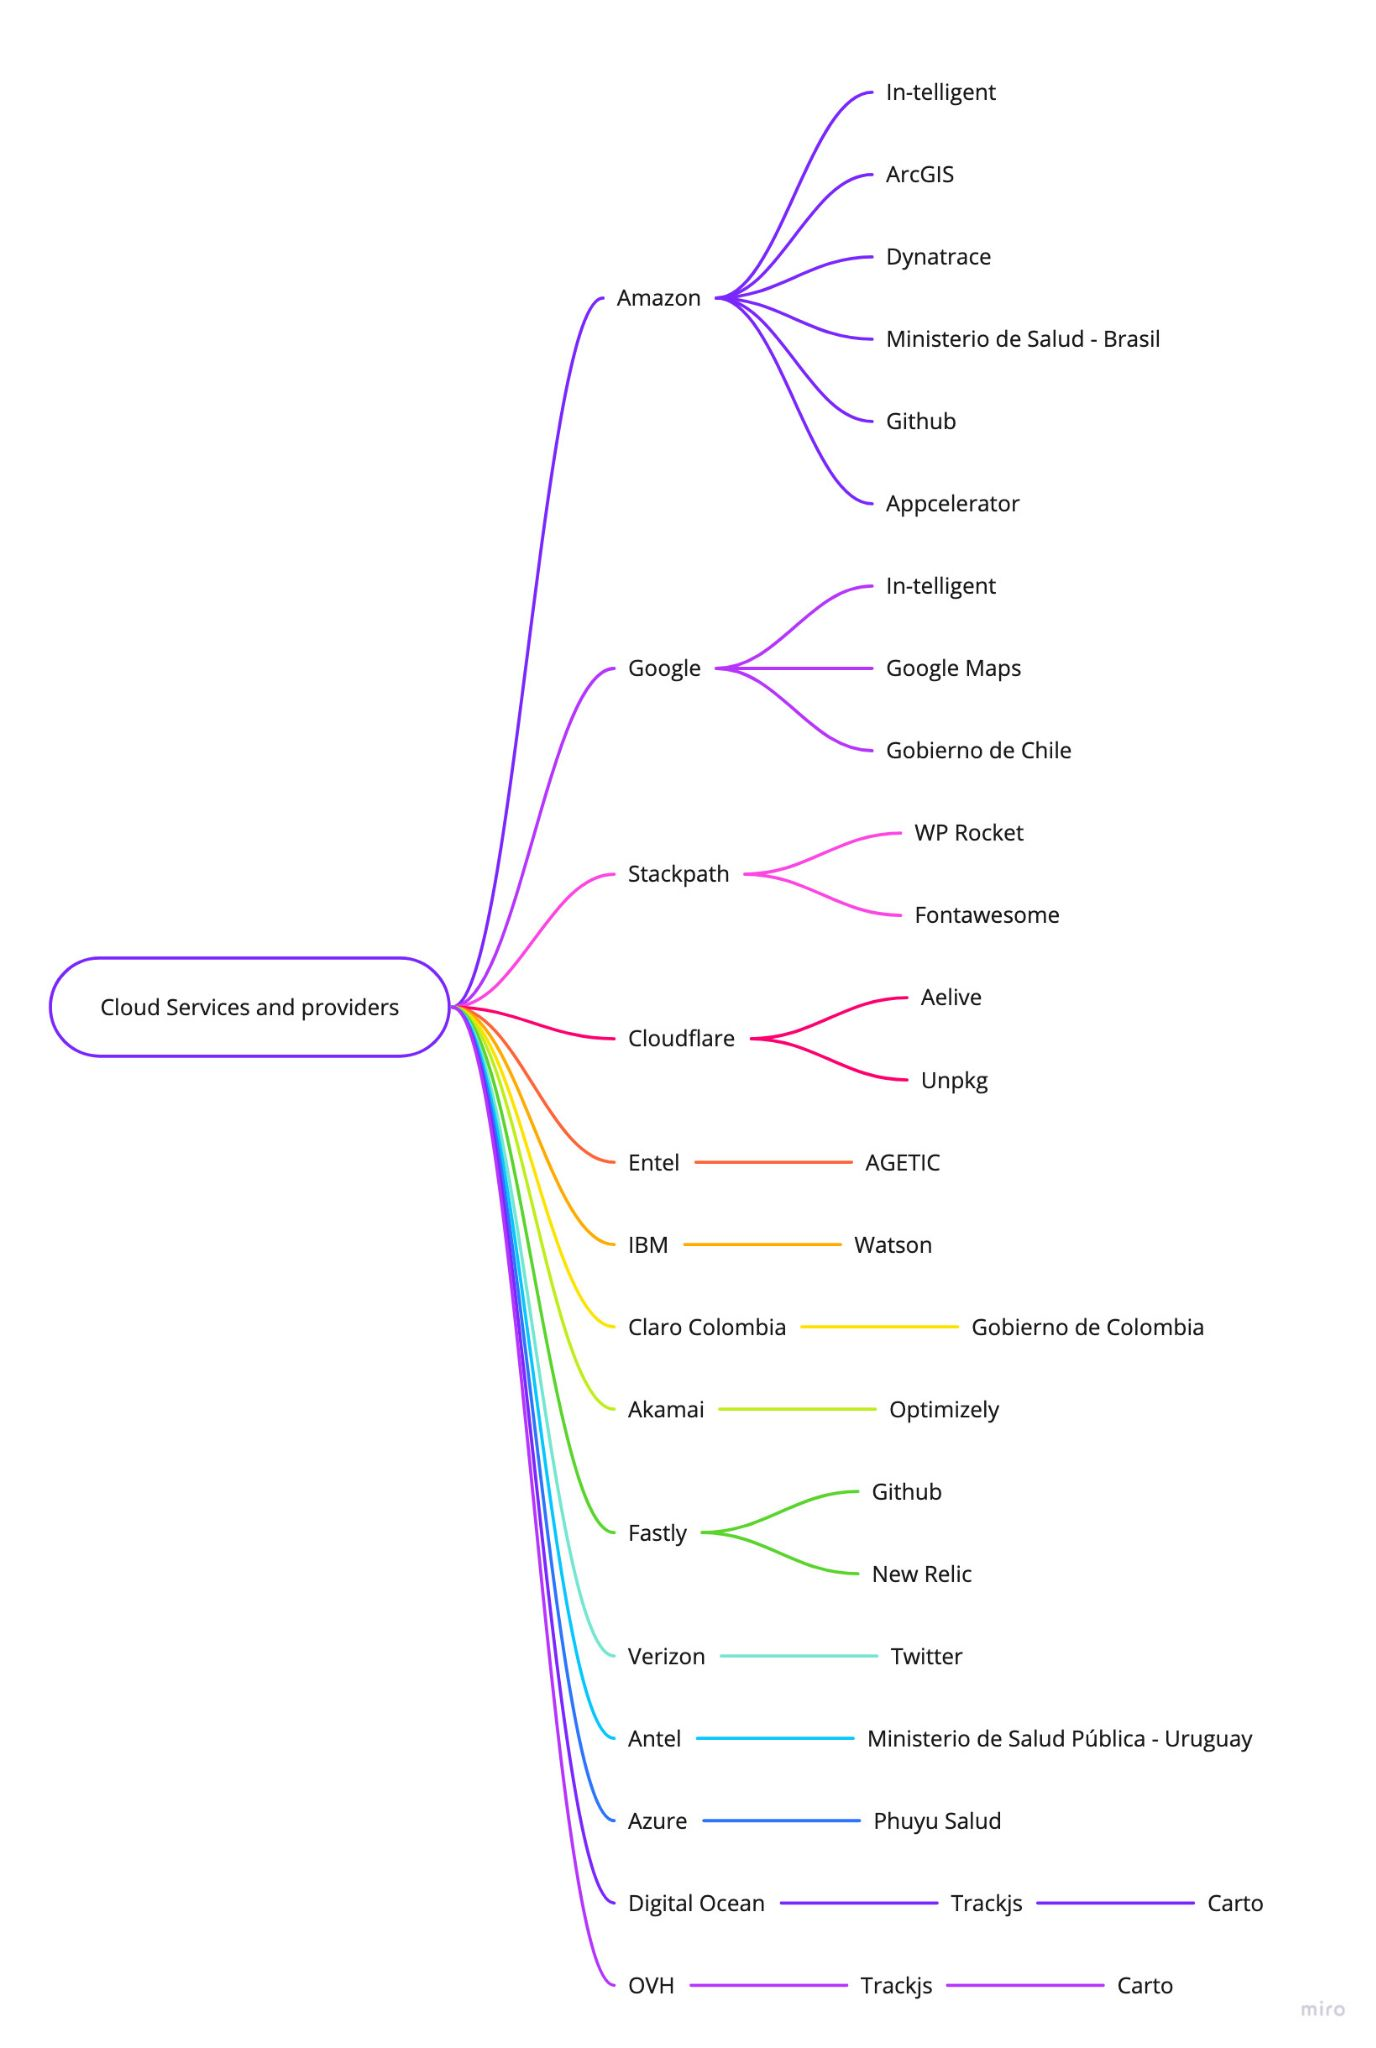 In-telligent
ArcGIS
Dynatrace
Amazon
Ministerio de Salud - Brasil
Github
Appcelerator
In-telligent
Google
Google Maps
Gobierno de Chile
WP Rocket
Stackpath
Fontawesome
Cloud Services and providers
Aelive
Cloudflare
Unpkg
Entel
AGETIC
IBM
Watson
Claro Colombia
Gobierno de Colombia
Akamai
Optimizely
Github
Fastly
New Relic
Verizon
Twitter
Antel
Ministerio de Salud Pública - Uruguay
Azure
Phuyu Salud
Digital Ocean
Trackjs
Carto
OVH
Trackjs
Carto
miro